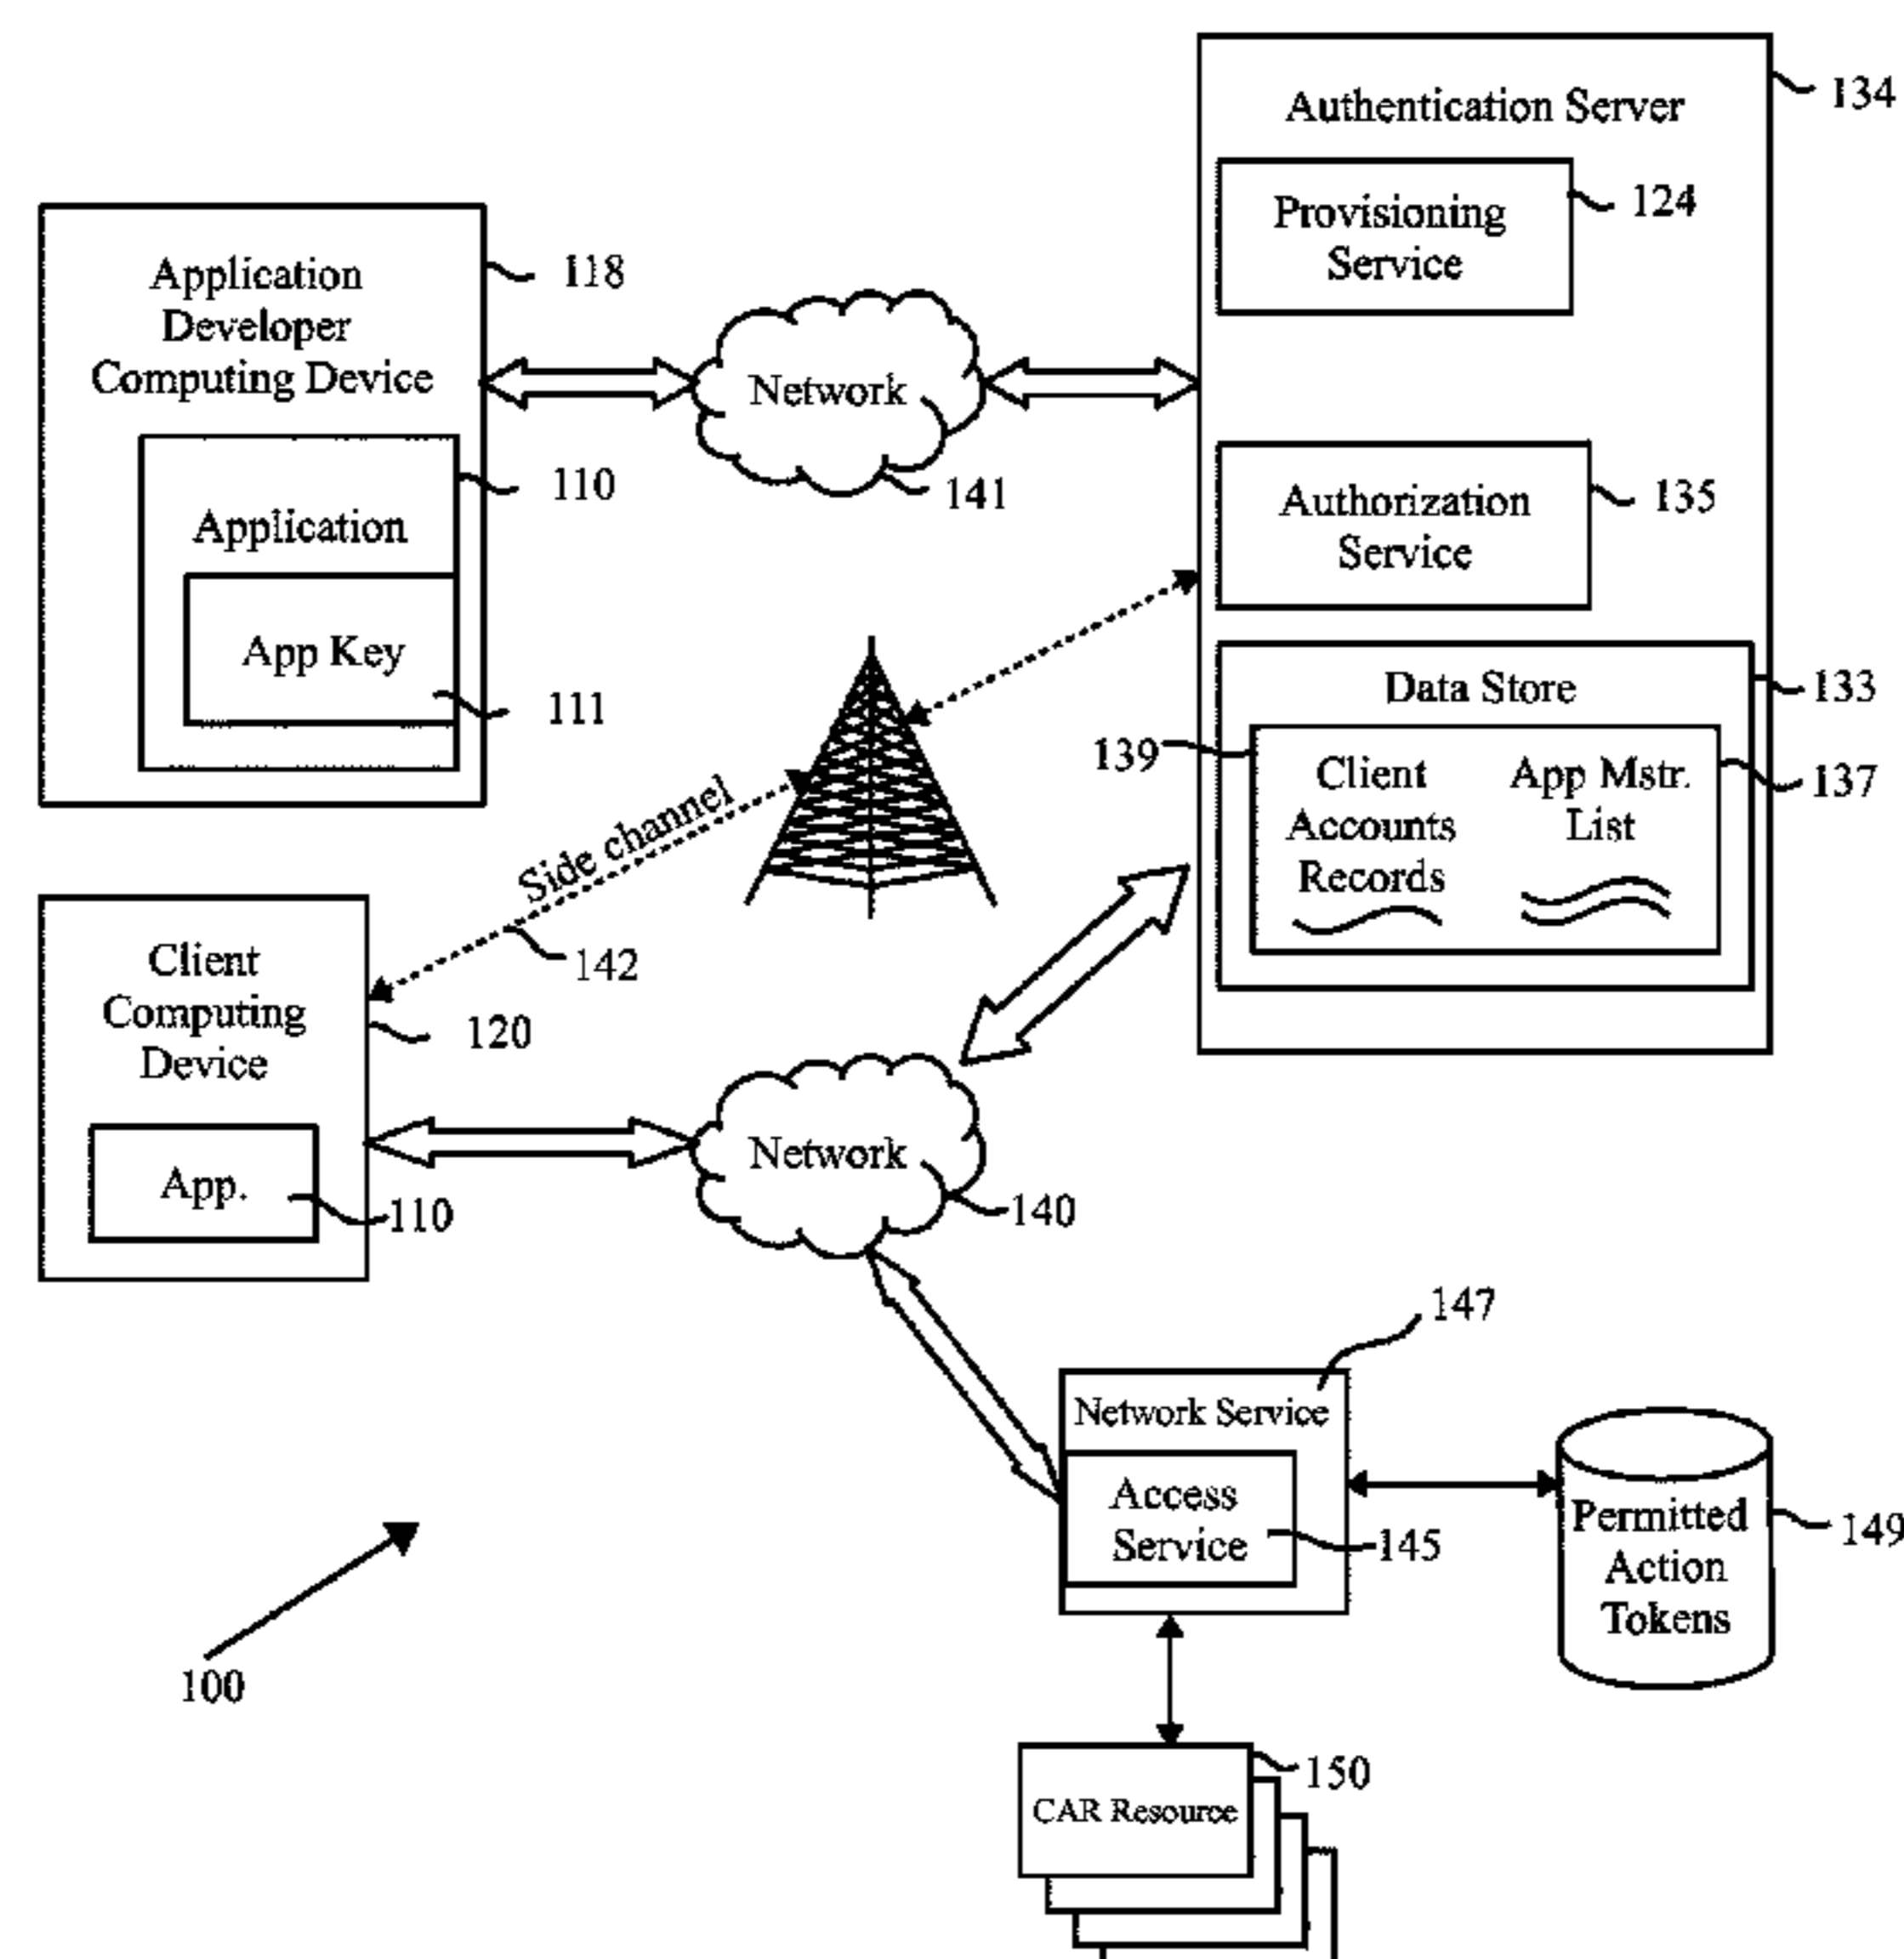 Authentication Server
134
Provisioning
Service
124
Application
Developer
Computing Device
118
Network
141
Application
110
App Key
111
Authorization
Service
135
Data Store
133
139
Client
Accounts
Records
App Mstr.
List
137
Side channel
142
Client
Computing
Device
120
App.
110
Network
140
147
Network Service
Access
Service
145
Permitted
Action
Tokens
149
100
150
CAR Resource